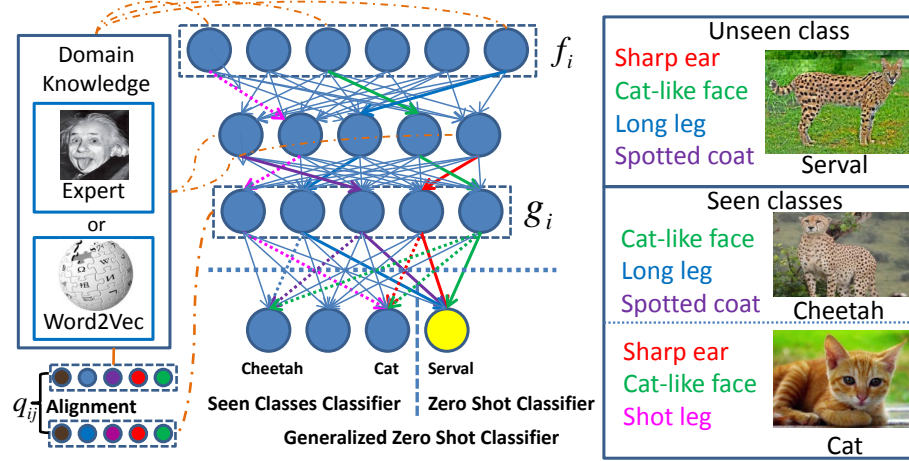 Domain
Knowledge
Expert
or
Word2Vec
q_ij
Alignment
f_i
g_i
Cheetah
Cat
Serval
Seen Classes Classifier
Zero Shot Classifier
Generalized Zero Shot Classifier
Unseen class
Sharp ear
Cat-like face
Long leg
Spotted coat
Serval
Seen classes
Cat-like face
Long leg
Spotted coat
Cheetah
Sharp ear
Cat-like face
Shot leg
Cat